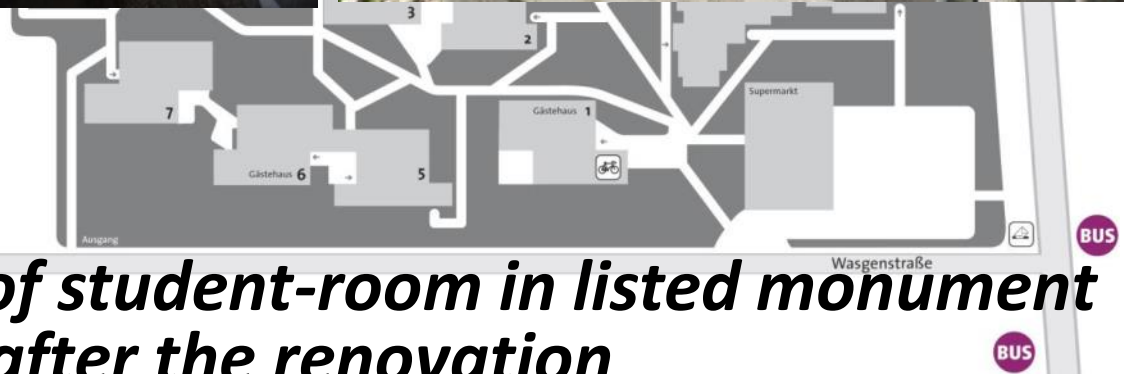 3
2
7
Gästehaus 6
5
Gästehaus 1
Supermarkt
Ausgang
BUS
Wasgenstraße
of student-room in listed monument
after the renovation
BUS